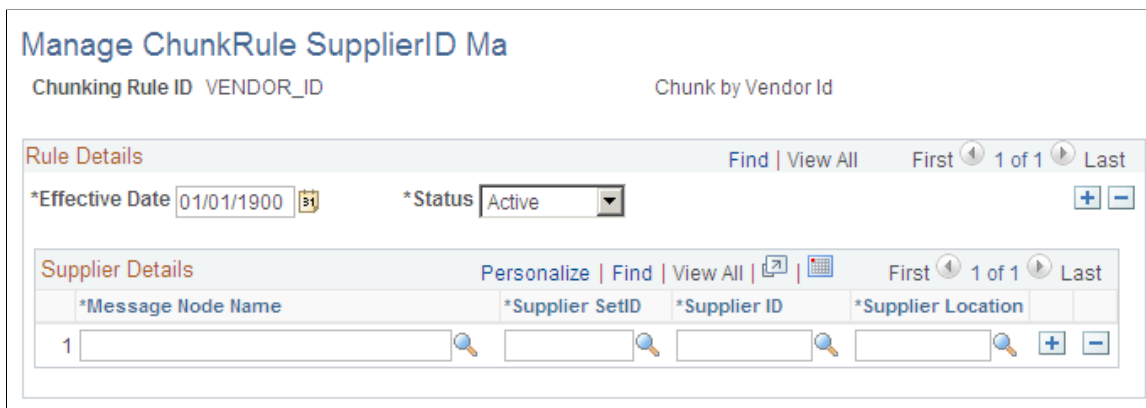 Manage ChunkRule SupplierID Ma
Chunking Rule ID VENDOR_ID Chunk by Vendor Id
Rule Details Find | View All First 1 of 1 Last
*Effective Date 01/01/1900 31 *Status Active
Supplier Details Personalize | Find | View All | | First 1 of 1 Last
*Message Node Name *Supplier SetID *Supplier ID *Supplier Location
1